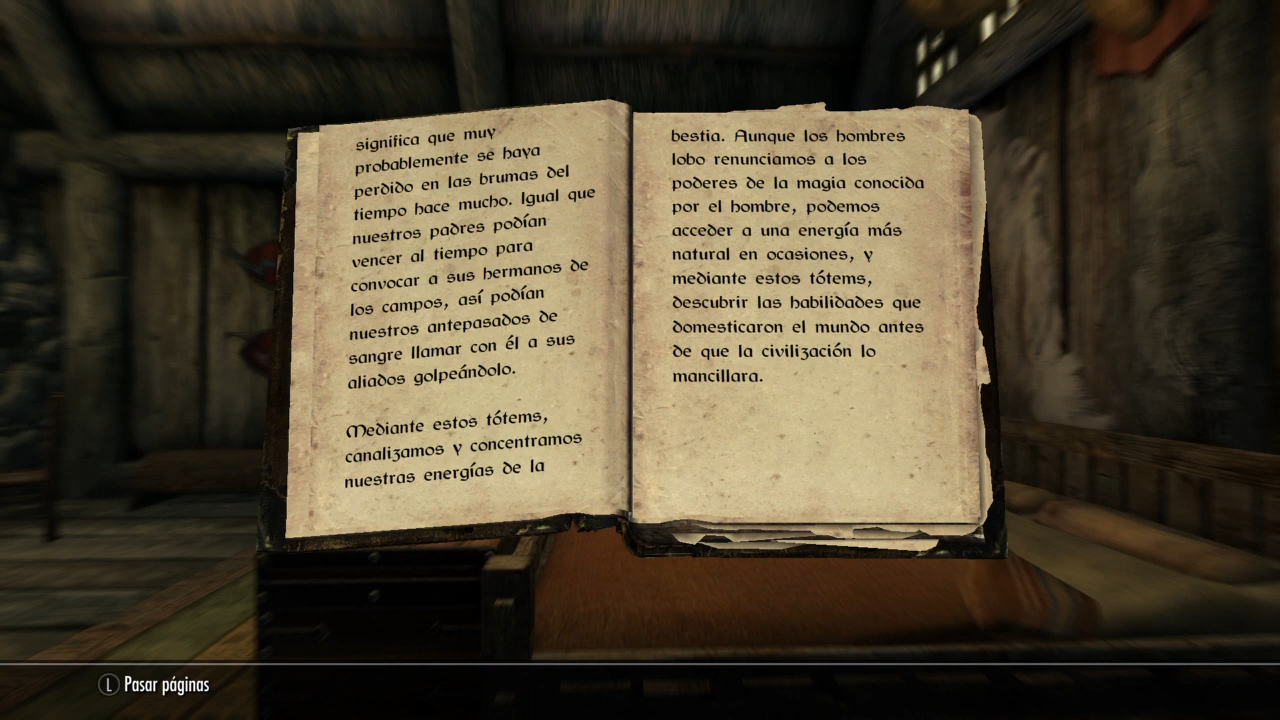 significa que muy
probablemente se haya
perdido en las brumas del
tiempo hace mucho. Igual que
nuestros padres podían
vencer al tiempo para
convocar a sus hermanos de
los campos, así podían
nuestros antepasados de
sangre llamar con él a sus
aliados golpeándolo.
Mediante estos tótems,
canalizamos y concentramos
nuestras energías de la
bestia. Aunque los hombres
lobo renunciamos a los
poderes de la magia conocida
por el hombre, podemos
acceder a una energía más
natural en ocasiones, y
mediante estos tótems,
descubrir las habilidades que
domesticaron el mundo antes
de que la civilización lo
mancillara.
L Pasar páginas